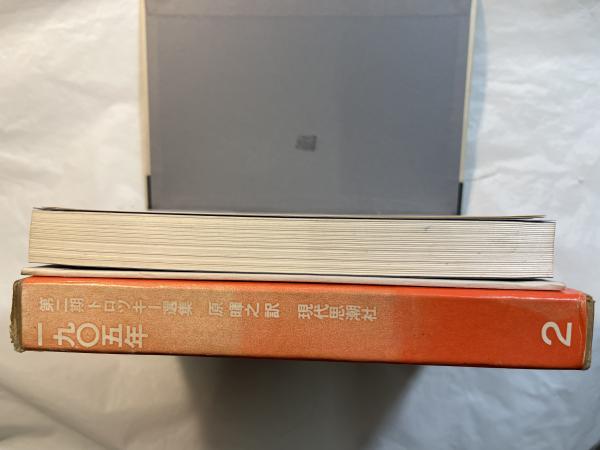 第二期トロツキー選集 原暉之訳 現代思潮社
一九〇五年
2